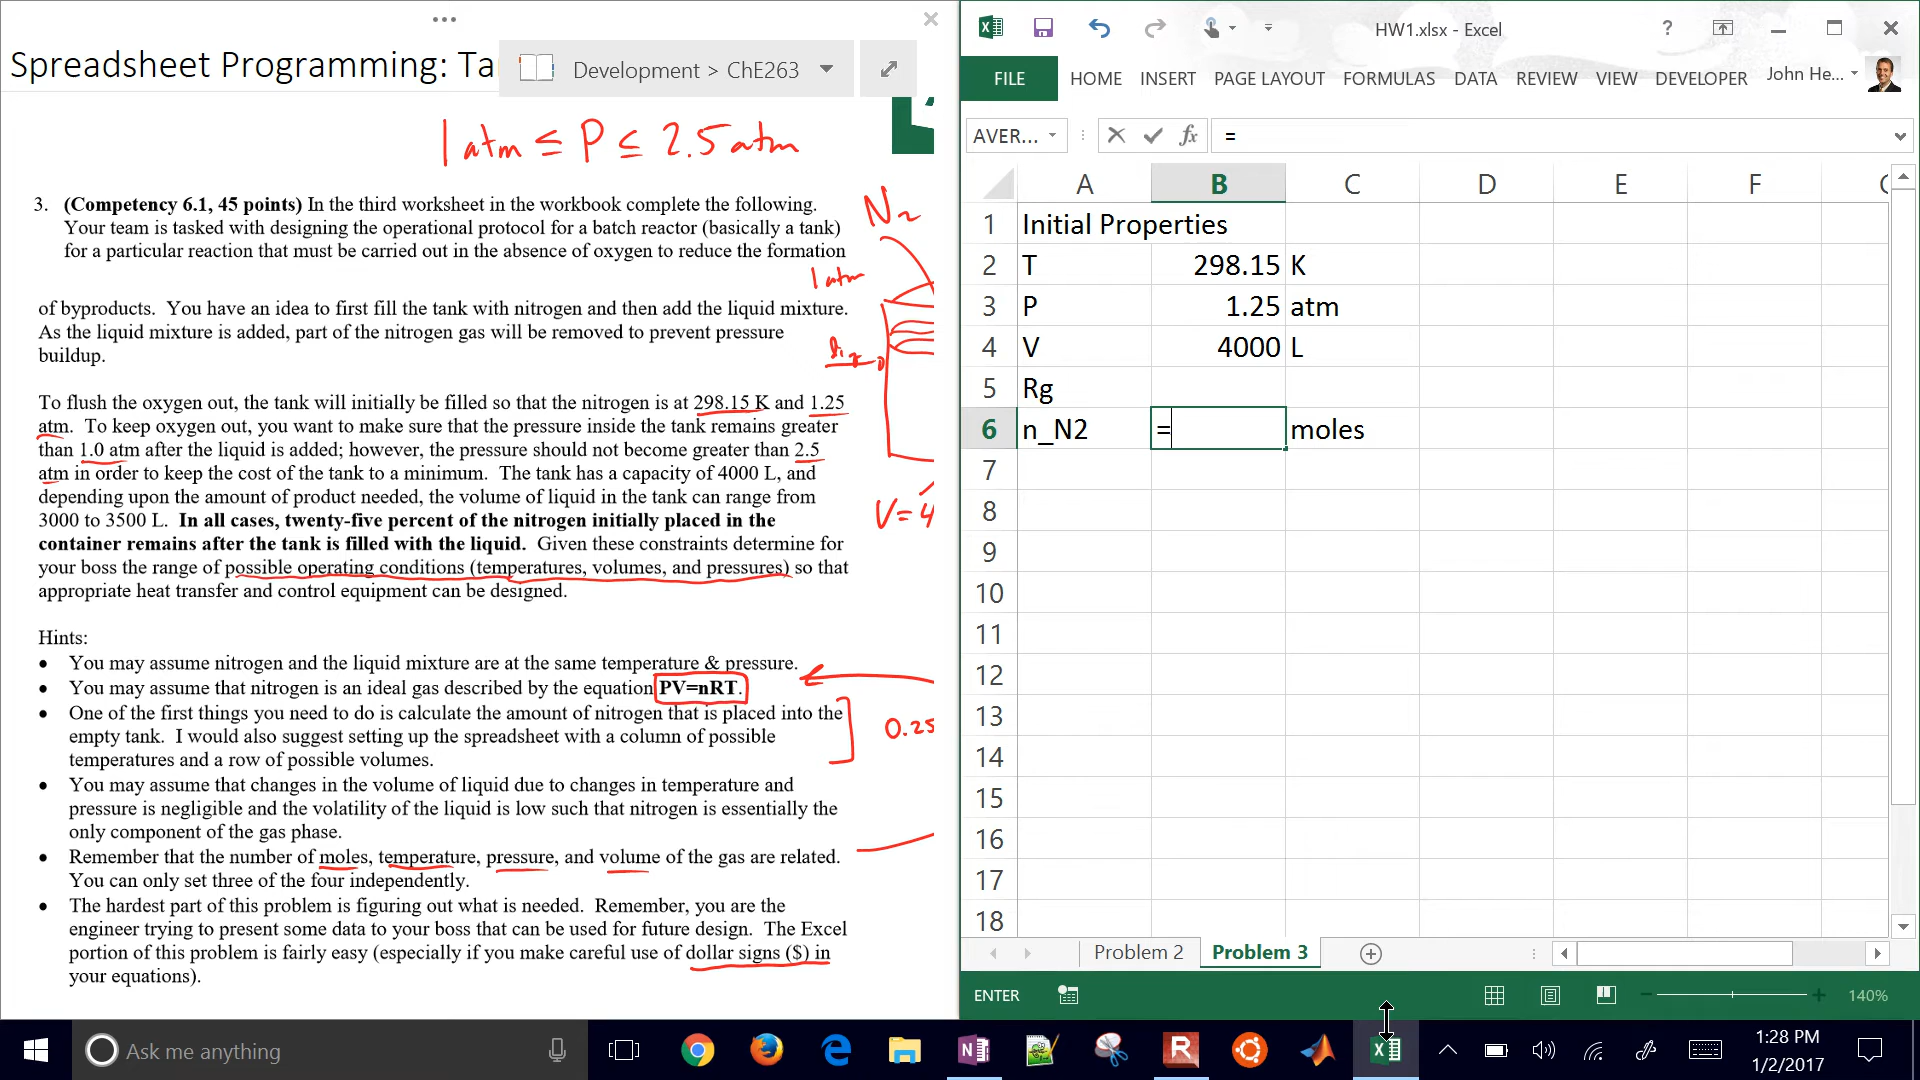 Spreadsheet Programming: Ta
Development > ChE263
1 atm ≤ P ≤ 2.5 atm
3. (Competency 6.1, 45 points) In the third worksheet in the workbook complete the following.
Your team is tasked with designing the operational protocol for a batch reactor (basically a tank)
for a particular reaction that must be carried out in the absence of oxygen to reduce the formation
N2
1 atm
of byproducts. You have an idea to first fill the tank with nitrogen and then add the liquid mixture.
As the liquid mixture is added, part of the nitrogen gas will be removed to prevent pressure
buildup.
To flush the oxygen out, the tank will initially be filled so that the nitrogen is at 298.15 K and 1.25
atm. To keep oxygen out, you want to make sure that the pressure inside the tank remains greater
than 1.0 atm after the liquid is added; however, the pressure should not become greater than 2.5
atm in order to keep the cost of the tank to a minimum. The tank has a capacity of 4000 L, and
depending upon the amount of product needed, the volume of liquid in the tank can range from
3000 to 3500 L. In all cases, twenty-five percent of the nitrogen initially placed in the
container remains after the tank is filled with the liquid. Given these constraints determine for
your boss the range of possible operating conditions (temperatures, volumes, and pressures) so that
appropriate heat transfer and control equipment can be designed.
V= 4
Hints:
• You may assume nitrogen and the liquid mixture are at the same temperature & pressure.
• You may assume that nitrogen is an ideal gas described by the equation PV=nRT.
• One of the first things you need to do is calculate the amount of nitrogen that is placed into the
empty tank. I would also suggest setting up the spreadsheet with a column of possible
temperatures and a row of possible volumes.
0.25
• You may assume that changes in the volume of liquid due to changes in temperature and
pressure is negligible and the volatility of the liquid is low such that nitrogen is essentially the
only component of the gas phase.
• Remember that the number of moles, temperature, pressure, and volume of the gas are related.
You can only set three of the four independently.
• The hardest part of this problem is figuring out what is needed. Remember, you are the
engineer trying to present some data to your boss that can be used for future design. The Excel
portion of this problem is fairly easy (especially if you make careful use of dollar signs ($) in
your equations).
HW1.xlsx - Excel
FILE HOME INSERT PAGE LAYOUT FORMULAS DATA REVIEW VIEW DEVELOPER John He...
AVER... fx =
A B C D E F
1 Initial Properties
2 T 298.15 K
3 P 1.25 atm
4 V 4000 L
5 Rg
6 n_N2 = moles
7
8
9
10
11
12
13
14
15
16
17
18
Problem 2 Problem 3
ENTER 140%
Ask me anything
1:28 PM
1/2/2017